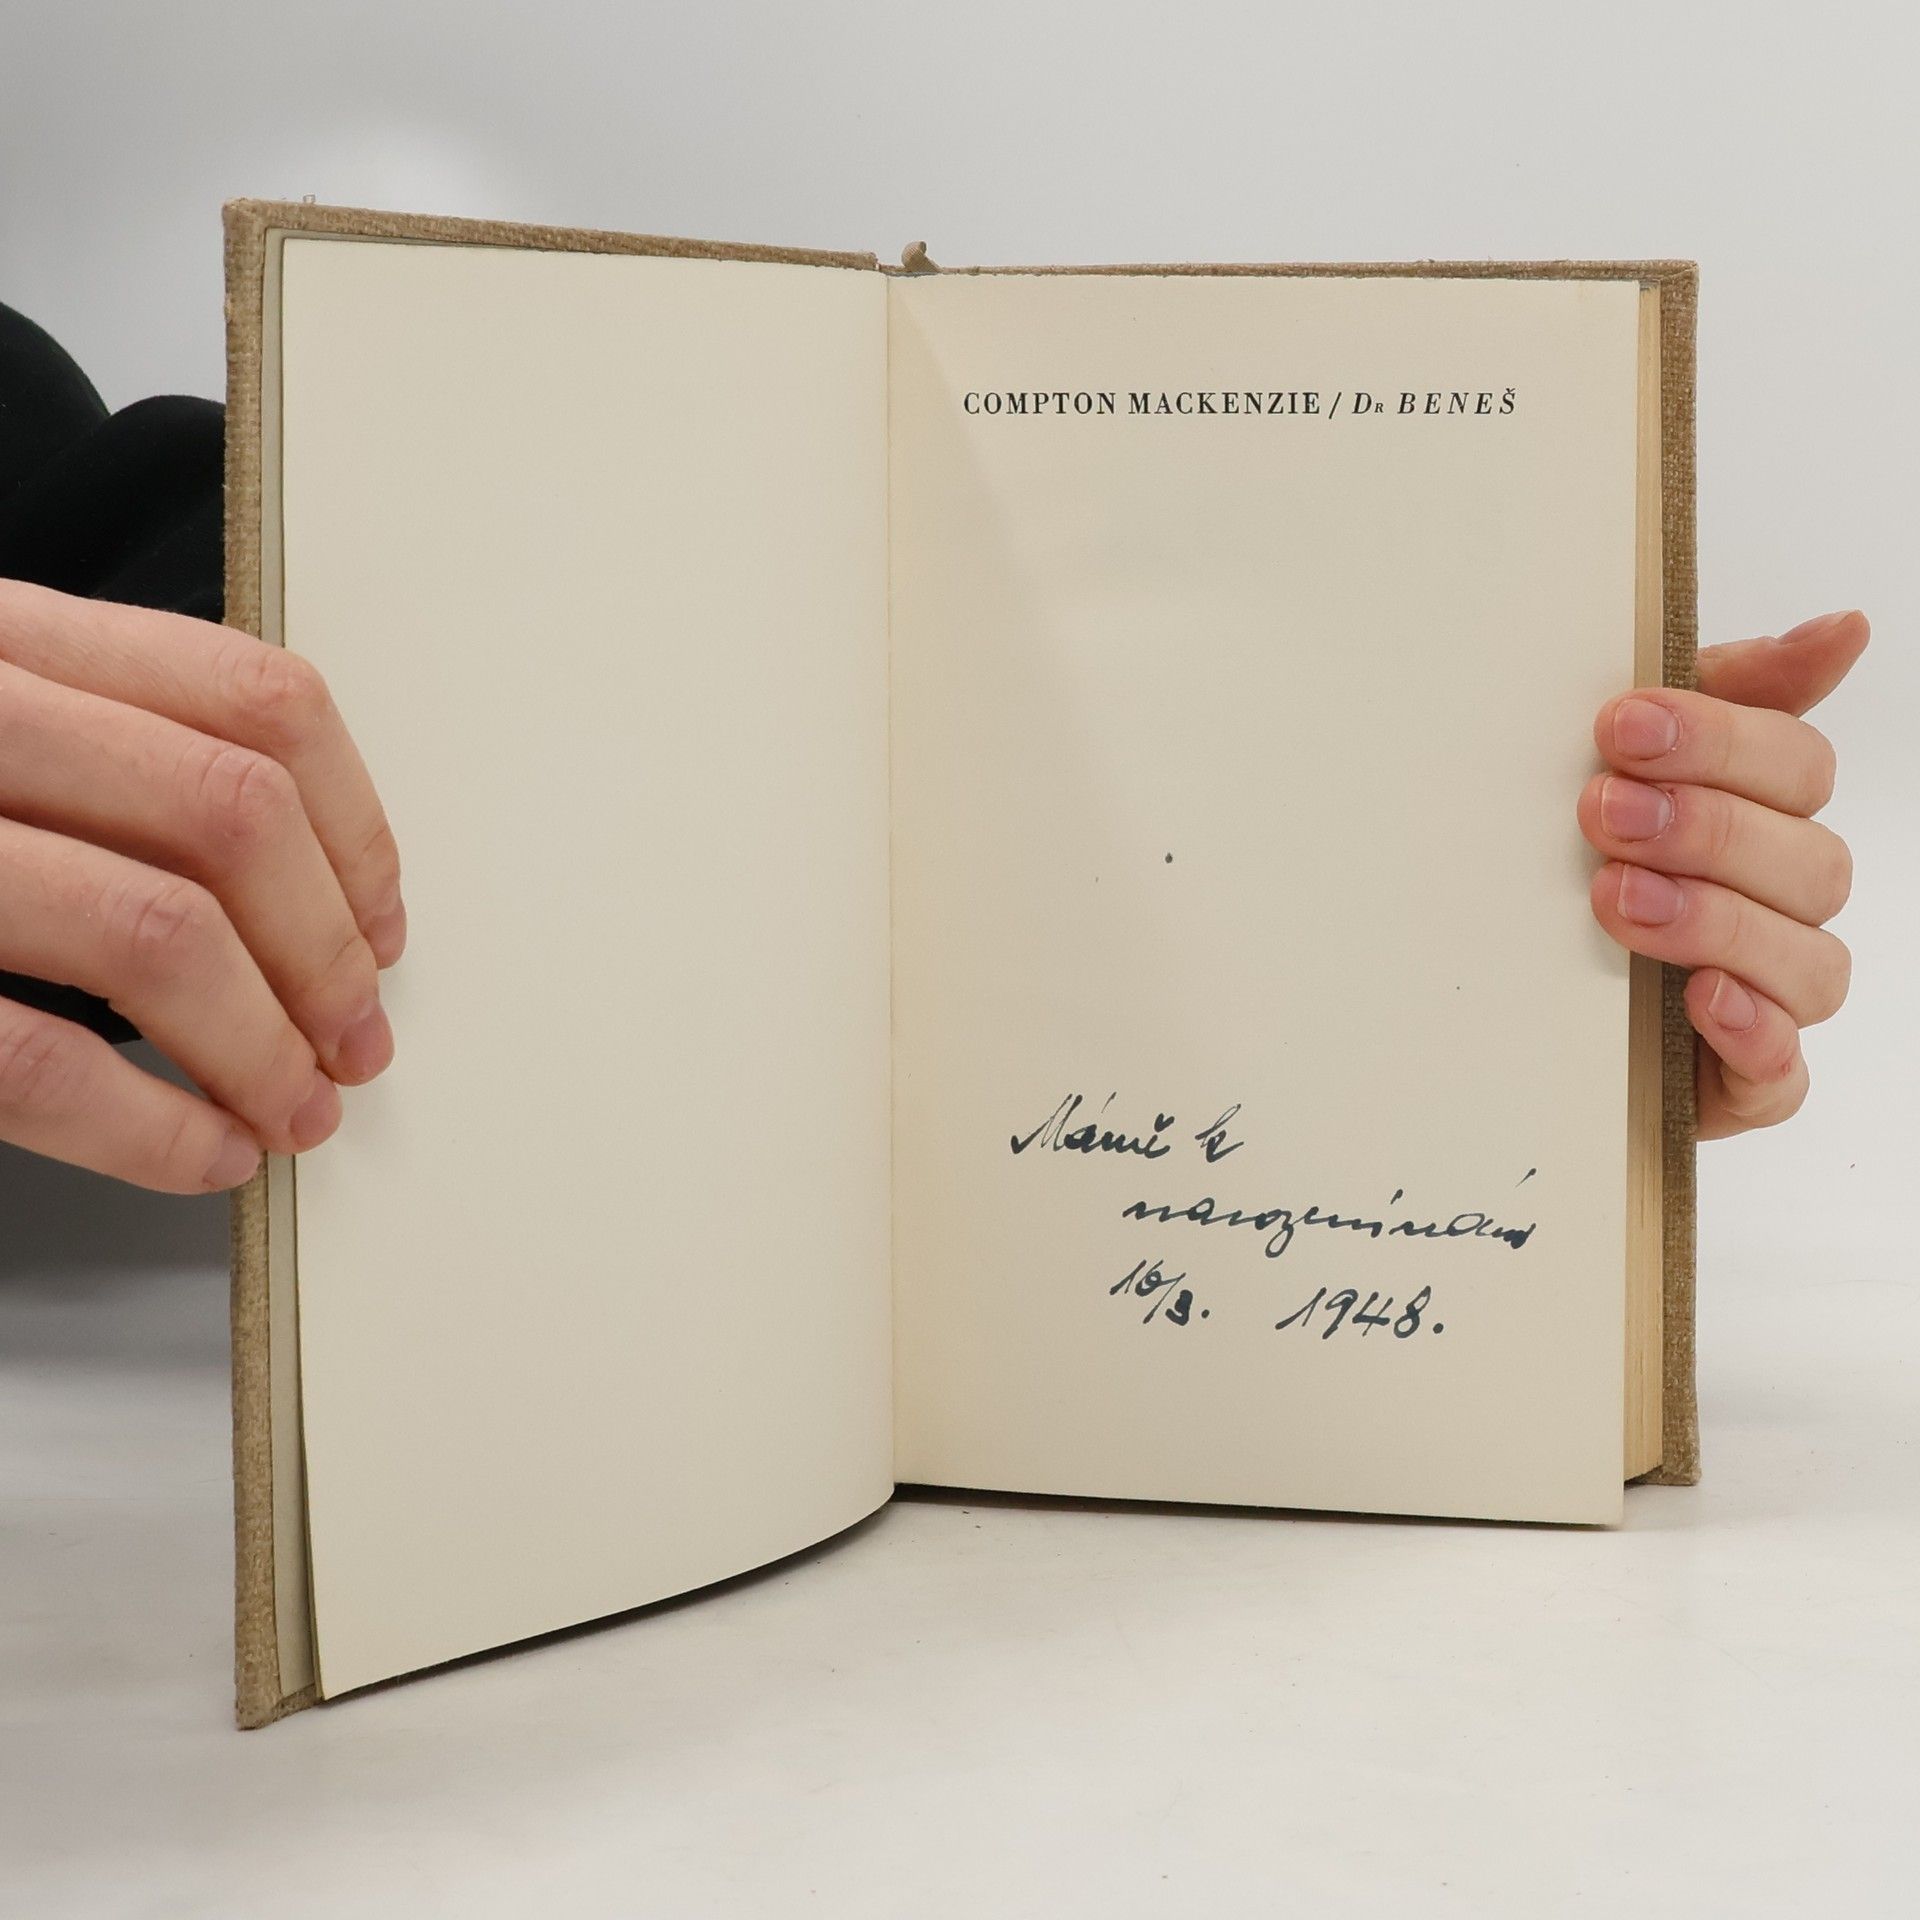 COMPTON MACKENZIE / Dr BENEŠ
Mámě k
narozeninám
16/3. 1948.